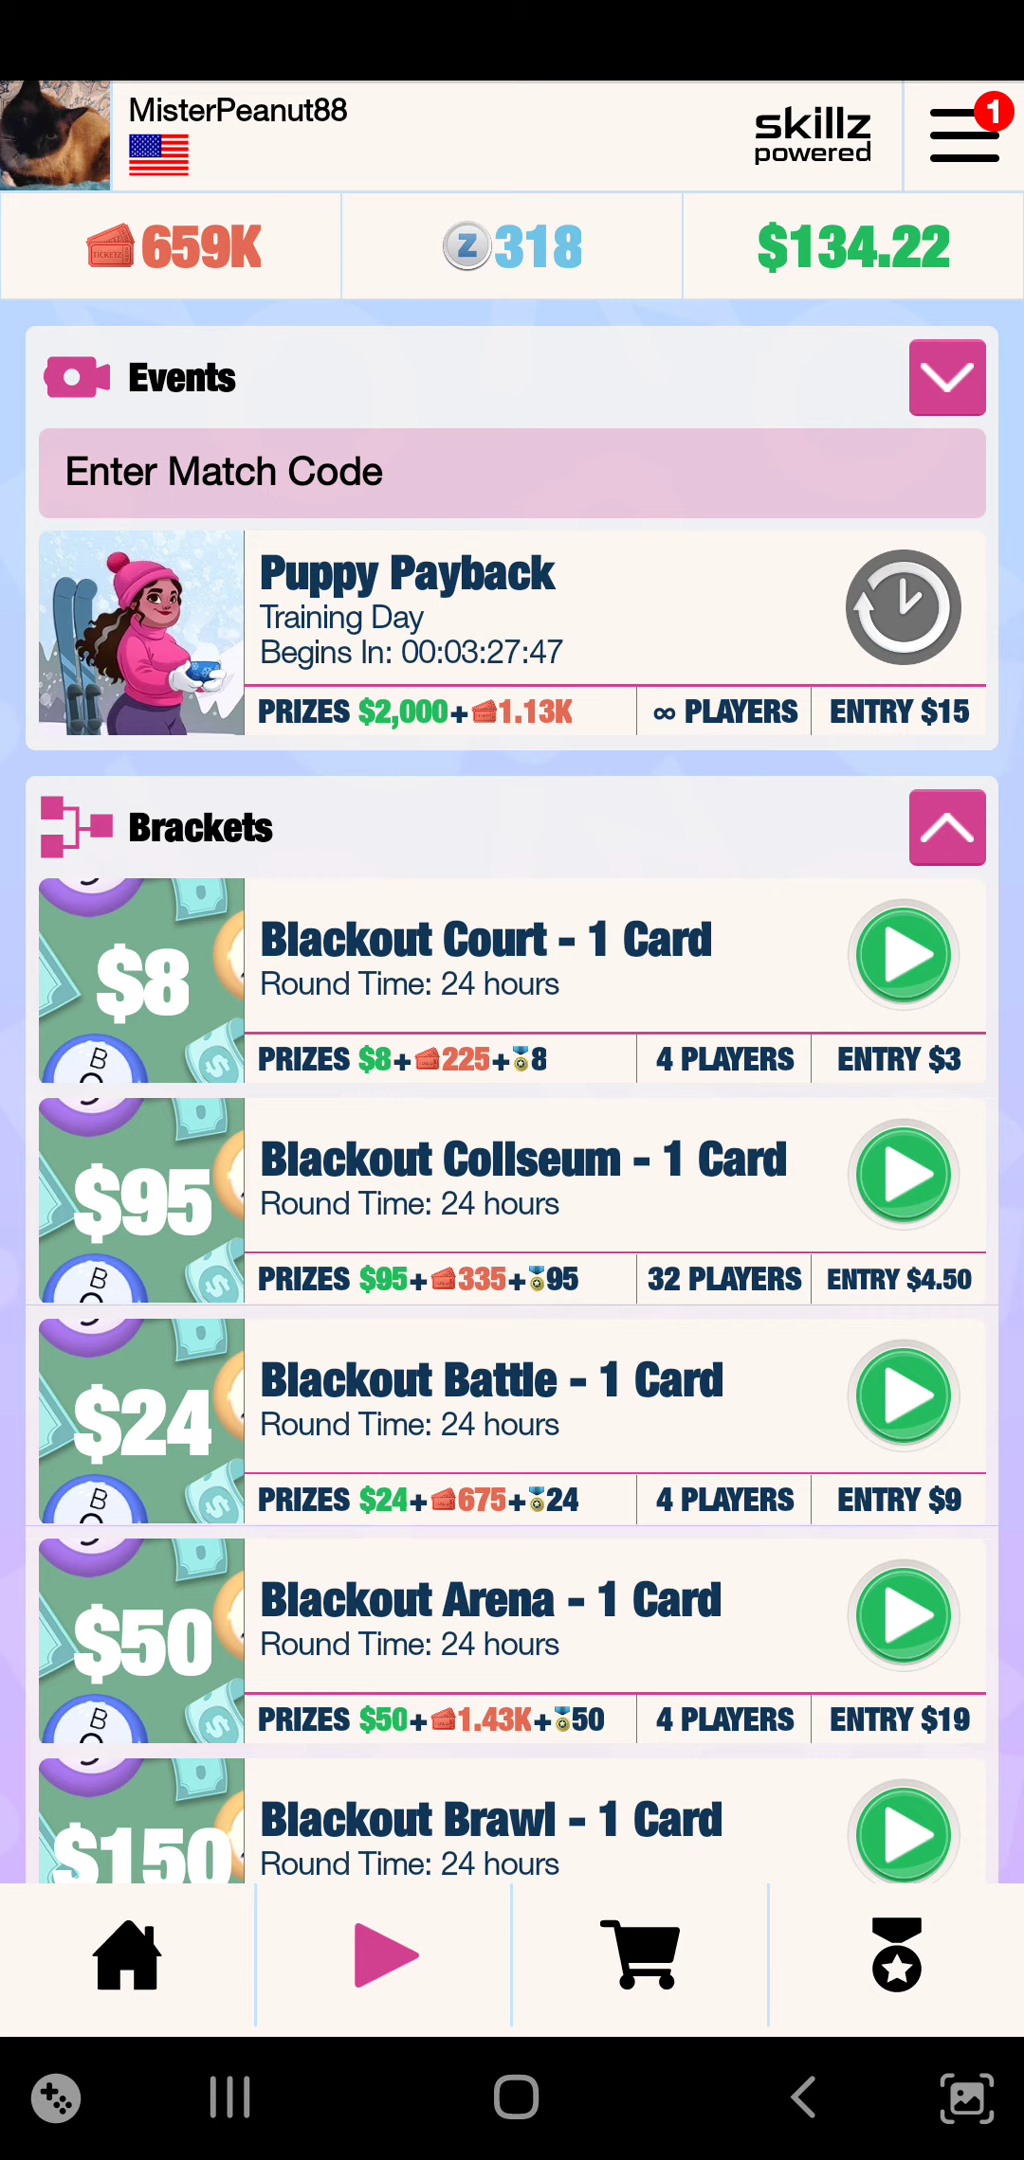 MisterPeanut88
skillz
powered
1
TICKETZ 659K
Z 318
$134.22
Events
Enter Match Code
Puppy Payback
Training Day
Begins In: 00:03:27:47
PRIZES $2,000+1.13K
∞ PLAYERS
ENTRY $15
Brackets
$8
B
Blackout Court - 1 Card
Round Time: 24 hours
PRIZES $8+225+8
4 PLAYERS
ENTRY $3
$95
B
Blackout Coliseum - 1 Card
Round Time: 24 hours
PRIZES $95+335+95
32 PLAYERS
ENTRY $4.50
$24
B
Blackout Battle - 1 Card
Round Time: 24 hours
PRIZES $24+675+24
4 PLAYERS
ENTRY $9
$50
B
Blackout Arena - 1 Card
Round Time: 24 hours
PRIZES $50+1.43K+50
4 PLAYERS
ENTRY $19
$150
Blackout Brawl - 1 Card
Round Time: 24 hours